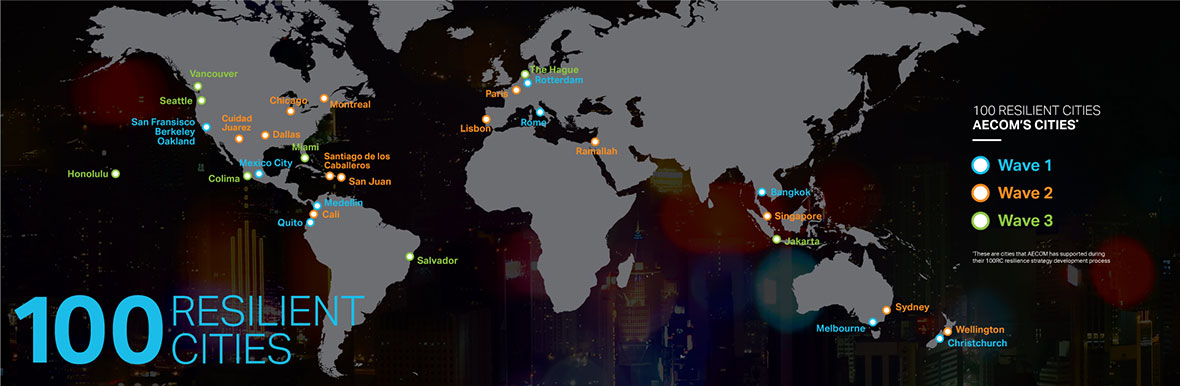 Vancouver
Seattle
San Fransisco
Berkeley
Oakland
Honolulu
Chicago
Montreal
Cuidad
Juarez
Dallas
Miami
Mexico City
Colima
Santiago de los
Caballeros
San Juan
Medellin
Cali
Quito
Salvador
The Hague
Rotterdam
Paris
Lisbon
Rome
Ramallah
Bangkok
Singapore
Jakarta
Sydney
Melbourne
Wellington
Christchurch
100 RESILIENT CITIES
AECOM'S CITIES*
Wave 1
Wave 2
Wave 3
*These are cities that AECOM has supported during
their 100RC resilience strategy development process
100 RESILIENT
CITIES